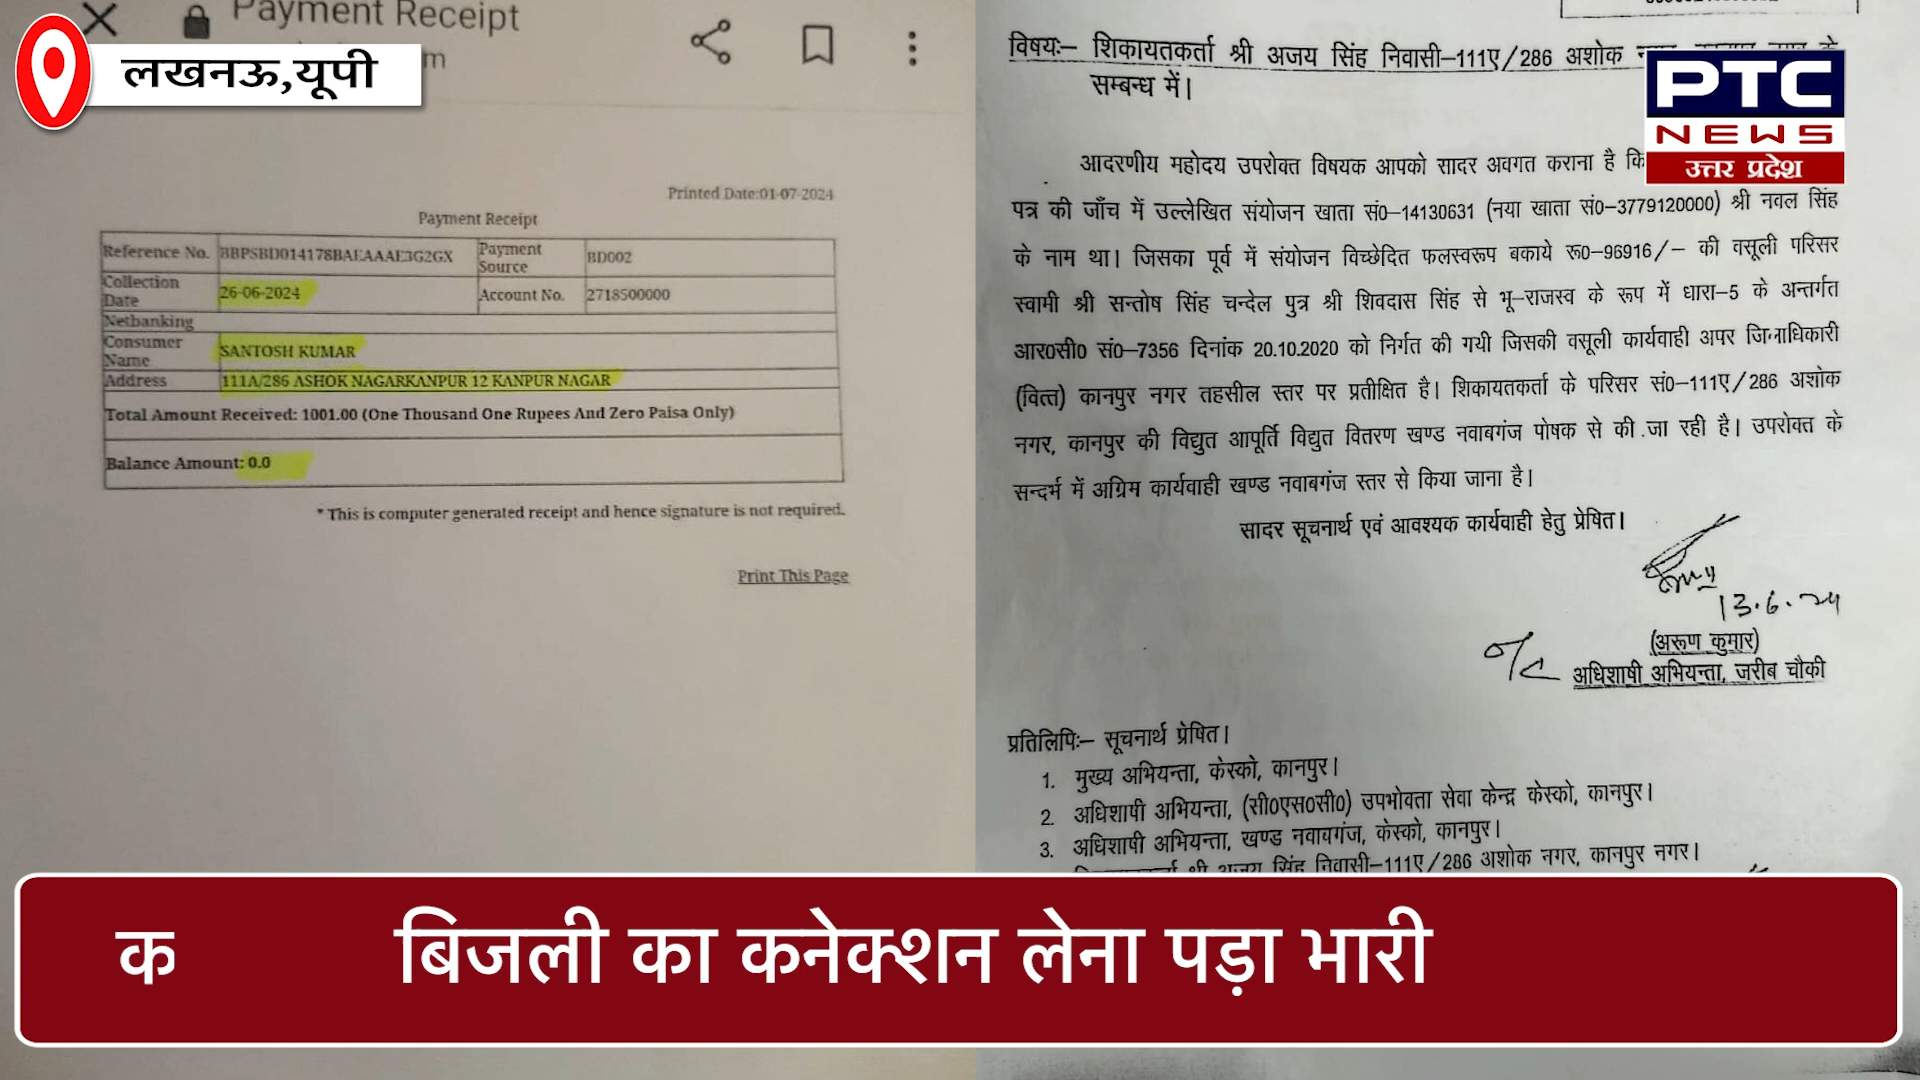 Payment Receipt
लखनऊ,यूपी
m
Printed Date:01-07-2024
Payment Receipt
Reference No. BBPSBD014178BAEAAAE3G2GX Payment Source BD002
Collection Date 26-06-2024 Account No. 2718500000
Netbanking
Consumer Name SANTOSH KUMAR
Address 111A/286 ASHOK NAGARKANPUR 12 KANPUR NAGAR
Total Amount Received: 1001.00 (One Thousand One Rupees And Zero Paisa Only)
Balance Amount: 0.0
* This is computer generated receipt and hence signature is not required.
Print This Page
विषयः– शिकायतकर्ता श्री अजय सिंह निवासी–111ए/286 अशोक
सम्बन्ध में।
PTC
NEWS
उत्तर प्रदेश
आदरणीय महोदय उपरोक्त विषयक आपको सादर अवगत कराना है कि
पत्र की जाँच में उल्लेखित संयोजन खाता सं0–14130631 (नया खाता सं0–3779120000) श्री नवल सिंह
के नाम था। जिसका पूर्व में संयोजन विच्छेदित फलस्वरूप बकाये रू0–96916/– की वसूली परिसर
स्वामी श्री सन्तोष सिंह चन्देल पुत्र श्री शिवदास सिंह से भू–राजस्व के रूप में धारा–5 के अन्तर्गत
आर0सी0 सं0–7356 दिनांक 20.10.2020 को निर्गत की गयी जिसकी वसूली कार्यवाही अपर जिलाधिकारी
(वित्त) कानपुर नगर तहसील स्तर पर प्रतीक्षित है। शिकायतकर्ता के परिसर सं0–111ए/286 अशोक
नगर, कानपुर की विद्युत आपूर्ति विद्युत वितरण खण्ड नवाबगंज पोषक से की जा रही है। उपरोक्त के
सन्दर्भ में अग्रिम कार्यवाही खण्ड नवाबगंज स्तर से किया जाना है।
सादर सूचनार्थ एवं आवश्यक कार्यवाही हेतु प्रेषित।
13.6.24
(अरूण कुमार)
अधिशाषी अभियन्ता, जरीब चौकी
प्रतिलिपिः– सूचनार्थ प्रेषित।
1. मुख्य अभियन्ता, केस्को, कानपुर।
2. अधिशाषी अभियन्ता, (सी0एस0सी0) उपभोक्ता सेवा केन्द्र केस्को, कानपुर।
3. अधिशाषी अभियन्ता, खण्ड नवाबगंज, केस्को, कानपुर।
श्री अजय सिंह निवासी–111ए/286 अशोक नगर, कानपुर नगर।
क बिजली का कनेक्शन लेना पड़ा भारी